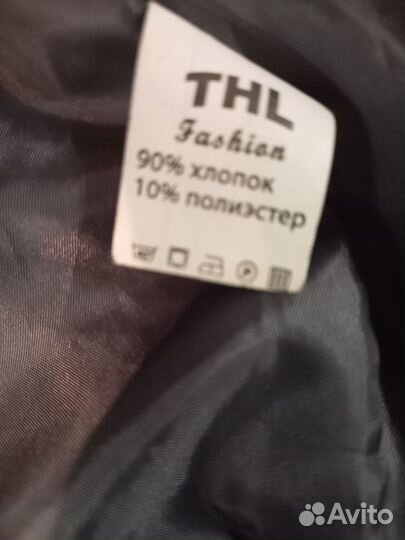 THL
Fashion
90% хлопок
10% полиэстер
Avito